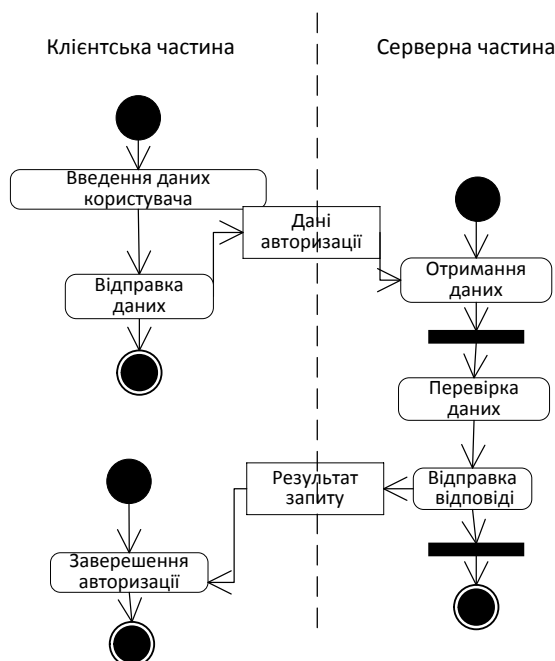 Клієнтська частина
Серверна частина
Введення даних
користувача
Дані
авторизації
Відправка
даних
Отримання
даних
Перевірка
даних
Результат
запиту
Відправка
відповіді
Заверешення
авторизації